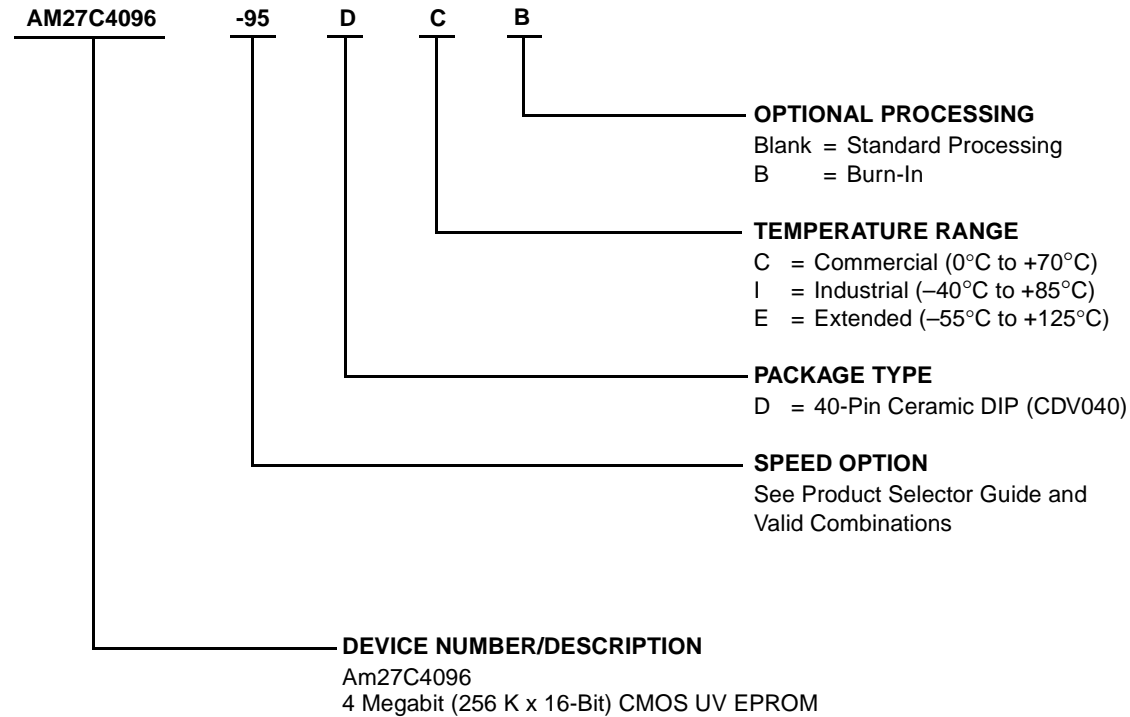 AM27C4096 -95 D C B
OPTIONAL PROCESSING
Blank = Standard Processing
B = Burn-In
TEMPERATURE RANGE
C = Commercial (0°C to +70°C)
I = Industrial (–40°C to +85°C)
E = Extended (–55°C to +125°C)
PACKAGE TYPE
D = 40-Pin Ceramic DIP (CDV040)
SPEED OPTION
See Product Selector Guide and
Valid Combinations
DEVICE NUMBER/DESCRIPTION
Am27C4096
4 Megabit (256 K x 16-Bit) CMOS UV EPROM